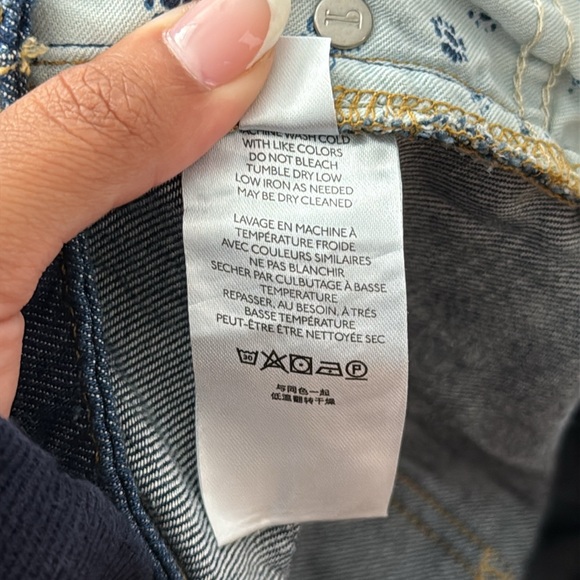 MACHINE WASH COLD
WITH LIKE COLORS
DO NOT BLEACH
TUMBLE DRY LOW
LOW IRON AS NEEDED
MAY BE DRY CLEANED
LAVAGE EN MACHINE À
TEMPÉRATURE FROIDE
AVEC COULEURS SIMILAIRES
NE PAS BLANCHIR
SECHER PAR CULBUTAGE À BASSE
TEMPERATURE
REPASSER, AU BESOIN, À TRÉS
BASSE TEMPÉRATURE
PEUT-ÊTRE ÊTRE NETTOYÉE SEC
30 P
与同色一起
低温翻转干燥